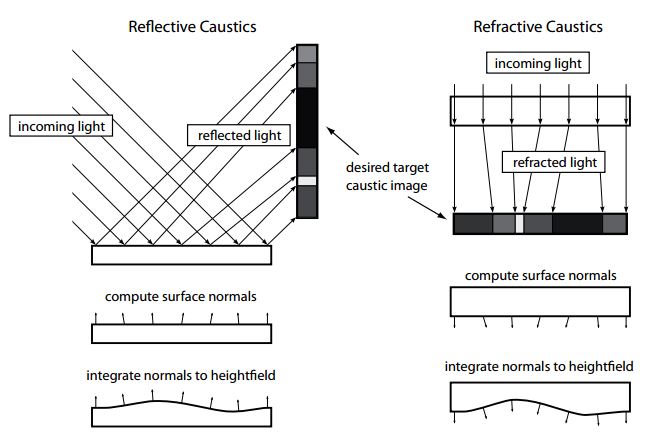 Reflective Caustics
Refractive Caustics
incoming light
incoming light
reflected light
refracted light
desired target
caustic image
compute surface normals
compute surface normals
integrate normals to heightfield
integrate normals to heightfield